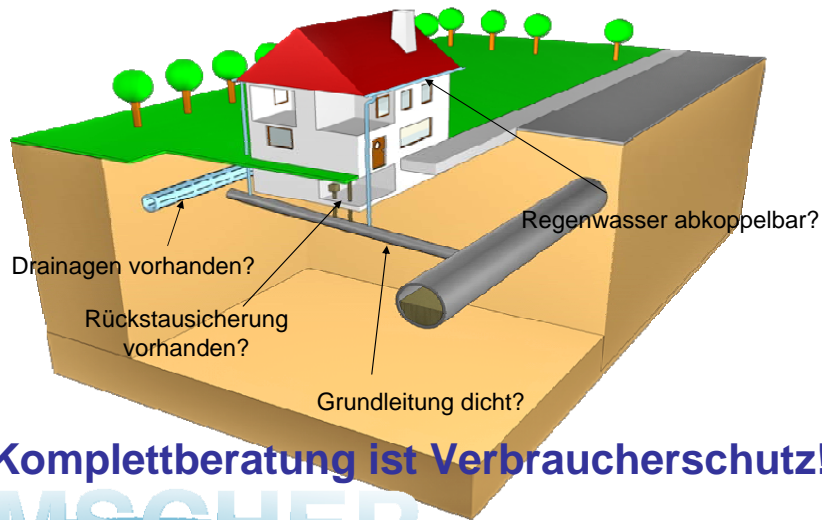 Regenwasser abkoppelbar?
Drainagen vorhanden?
Rückstausicherung
vorhanden?
Grundleitung dicht?
Komplettberatung ist Verbraucherschutz!